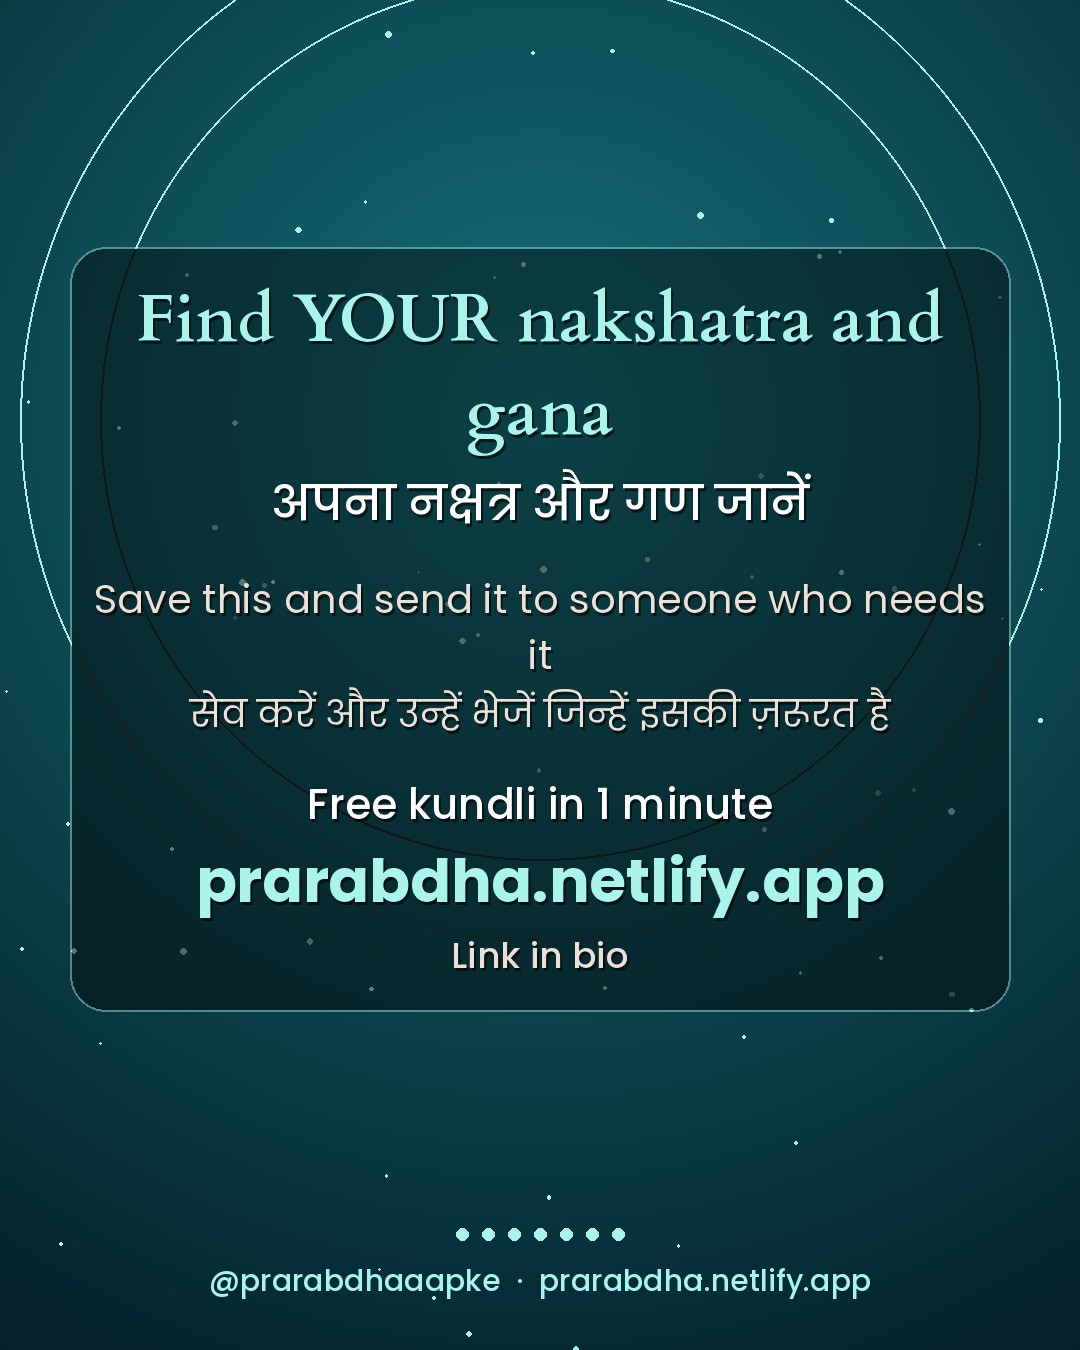 Find YOUR nakshatra and
gana
अपना नक्षत्र और गण जानें
Save this and send it to someone who needs
it
सेव करें और उन्हें भेजें जिन्हें इसकी ज़रूरत है
Free kundli in 1 minute
prarabdha.netlify.app
Link in bio
@prarabdhaaapke · prarabdha.netlify.app